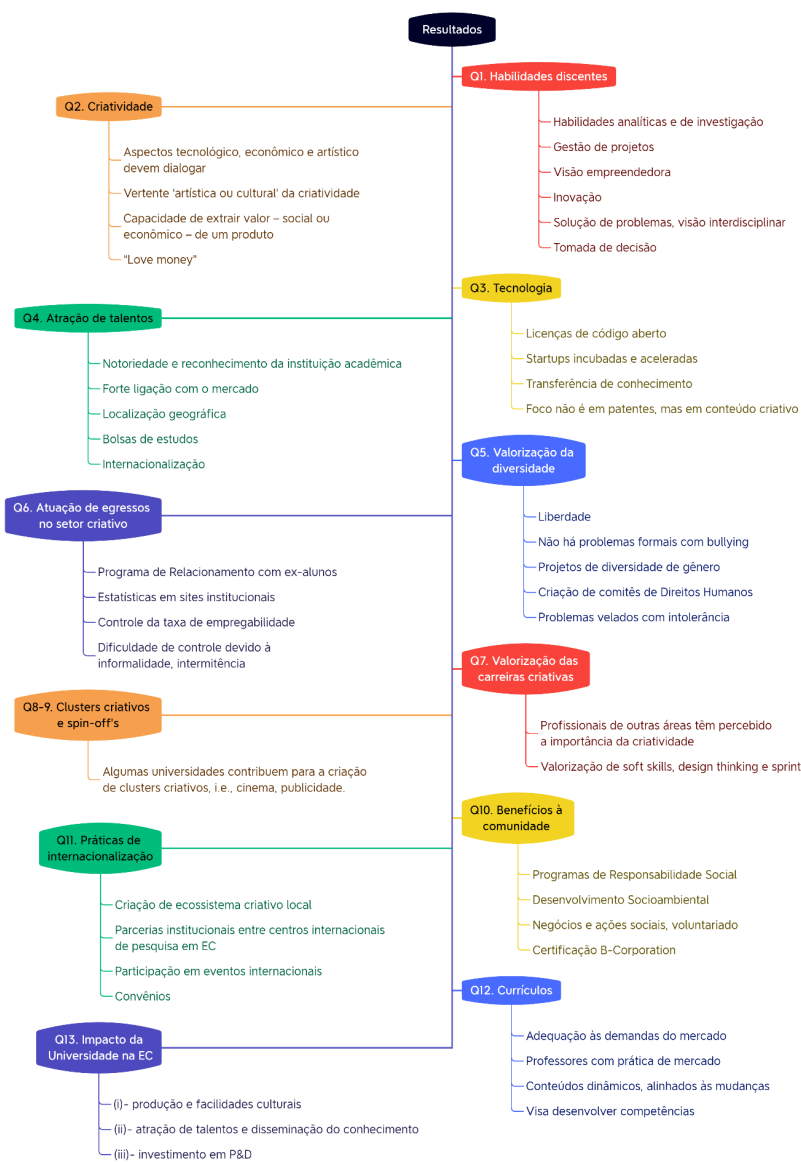 Resultados
Q1. Habilidades discentes
Habilidades analíticas e de investigação
Gestão de projetos
Visão empreendedora
Inovação
Solução de problemas, visão interdisciplinar
Tomada de decisão
Q2. Criatividade
Aspectos tecnológico, econômico e artístico
devem dialogar
Vertente 'artística ou cultural' da criatividade
Capacidade de extrair valor – social ou
econômico – de um produto
"Love money"
Q3. Tecnologia
Licenças de código aberto
Startups incubadas e aceleradas
Transferência de conhecimento
Foco não é em patentes, mas em conteúdo criativo
Q4. Atração de talentos
Notoriedade e reconhecimento da instituição acadêmica
Forte ligação com o mercado
Localização geográfica
Bolsas de estudos
Internacionalização
Q5. Valorização da
diversidade
Liberdade
Não há problemas formais com bullying
Projetos de diversidade de gênero
Criação de comitês de Direitos Humanos
Problemas velados com intolerância
Q6. Atuação de egressos
no setor criativo
Programa de Relacionamento com ex-alunos
Estatísticas em sites institucionais
Controle da taxa de empregabilidade
Dificuldade de controle devido à
informalidade, intermitência
Q7. Valorização das
carreiras criativas
Profissionais de outras áreas têm percebido
a importância da criatividade
Valorização de soft skills, design thinking e sprint
Q8-9. Clusters criativos
e spin-off's
Algumas universidades contribuem para a criação
de clusters criativos, i.e., cinema, publicidade.
Q10. Benefícios à
comunidade
Programas de Responsabilidade Social
Desenvolvimento Socioambiental
Negócios e ações sociais, voluntariado
Certificação B-Corporation
Q11. Práticas de
internacionalização
Criação de ecossistema criativo local
Parcerias institucionais entre centros internacionais
de pesquisa em EC
Participação em eventos internacionais
Convênios
Q12. Currículos
Adequação às demandas do mercado
Professores com prática de mercado
Conteúdos dinâmicos, alinhados às mudanças
Visa desenvolver competências
Q13. Impacto da
Universidade na EC
(i)- produção e facilidades culturais
(ii)- atração de talentos e disseminação do conhecimento
(iii)- investimento em P&D